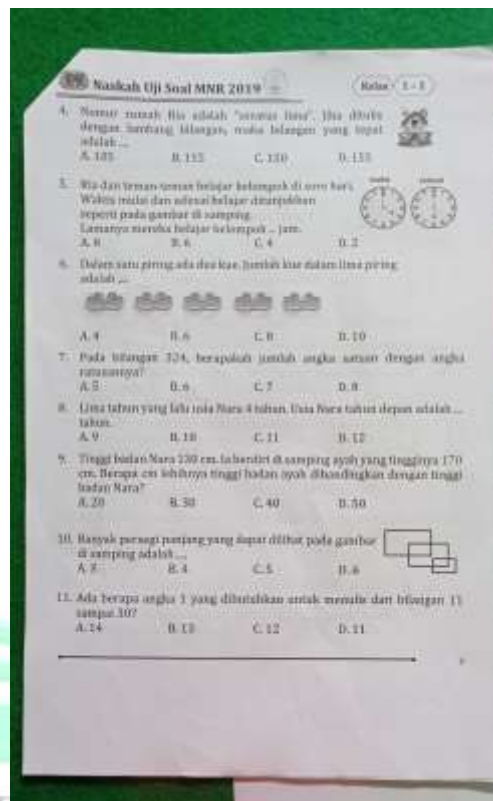 Naskah Uji Soal MNR 2019
Kelas : 1 - 2
4. Nomor rumah Ria adalah "seratus lima". Jika ditulis
dengan lambang bilangan, maka bilangan yang tepat
adalah ...
A. 105 B. 115 C. 150 D. 155
5. Ria dan teman-teman belajar kelompok di sore hari.
Waktu mulai dan selesai belajar ditunjukkan
seperti pada gambar di samping.
Lamanya mereka belajar kelompok ... jam.
A. 8 B. 6 C. 4 D. 2
mulai selesai
6. Dalam satu piring ada dua kue. Jumlah kue dalam lima piring
adalah ...
A. 4 B. 6 C. 8 D. 10
7. Pada bilangan 324, berapakah jumlah angka satuan dengan angka
ratusannya?
A. 5 B. 6 C. 7 D. 8
8. Lima tahun yang lalu usia Nara 4 tahun. Usia Nara tahun depan adalah ...
tahun.
A. 9 B. 10 C. 11 D. 12
9. Tinggi badan Nara 130 cm. Ia berdiri di samping ayah yang tingginya 170
cm. Berapa cm lebihnya tinggi badan ayah dibandingkan dengan tinggi
badan Nara?
A. 20 B. 30 C. 40 D. 50
10. Banyak persegi panjang yang dapat dilihat pada gambar
di samping adalah ...
A. 3 B. 4 C. 5 D. 6
11. Ada berapa angka 1 yang dibutuhkan untuk menulis dari bilangan 11
sampai 30?
A. 14 B. 13 C. 12 D. 11